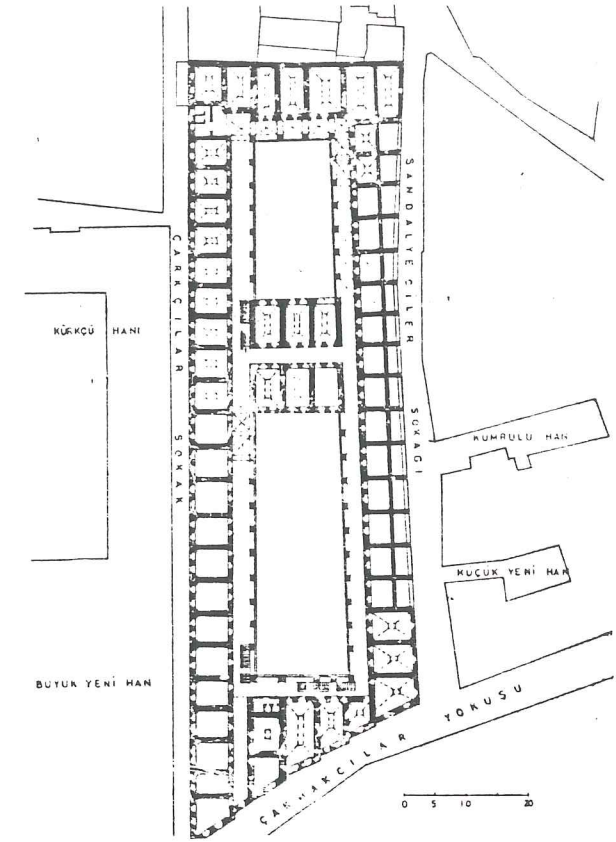 ÇARKÇILAR SOKAK
SANDALYECİLER SOKAĞI
KÜRKÇÜ HANI
KUMRULU HAN
KÜÇÜK YENİ HAN
BÜYÜK YENİ HAN
ÇAKMAKÇILAR YOKUŞU
0 5 10 20